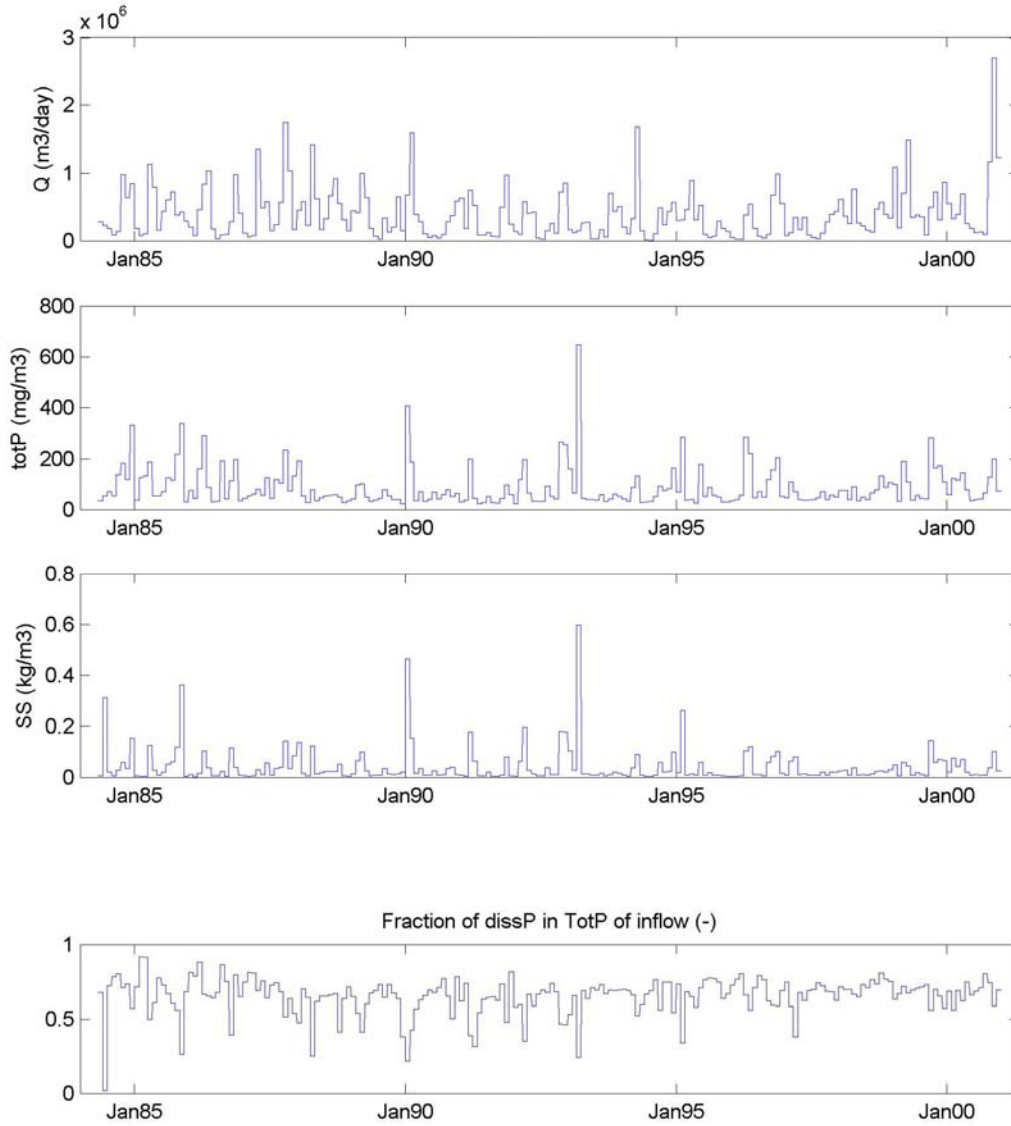 x 10⁶
3
2
1
0
Q (m3/day)
Jan85 Jan90 Jan95 Jan00
800
600
400
200
0
totP (mg/m3)
Jan85 Jan90 Jan95 Jan00
0.8
0.6
0.4
0.2
0
SS (kg/m3)
Jan85 Jan90 Jan95 Jan00
Fraction of dissP in TotP of inflow (-)
1
0.5
0
Jan85 Jan90 Jan95 Jan00